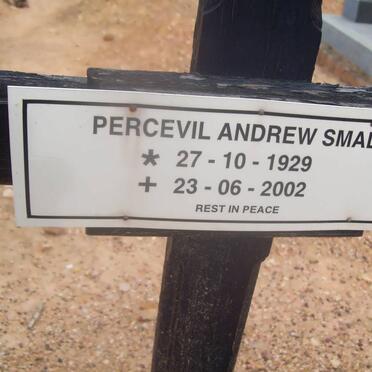 PERCEVIL ANDREW SMAL
* 27 - 10 - 1929
+ 23 - 06 - 2002
REST IN PEACE